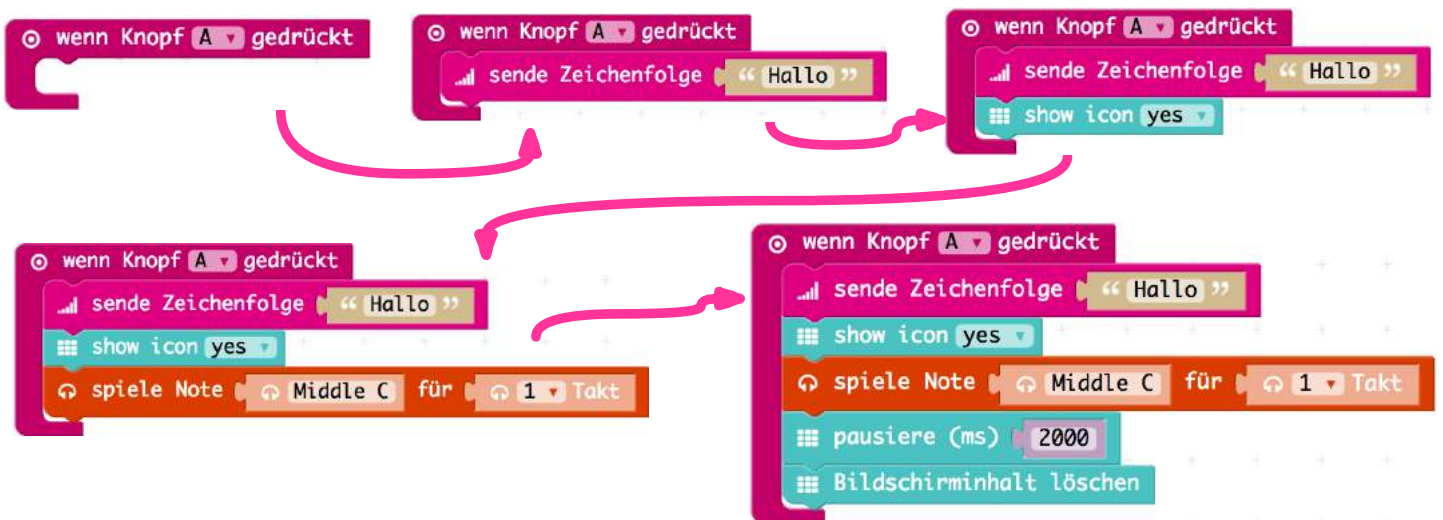 wenn Knopf A gedrückt
wenn Knopf A gedrückt
sende Zeichenfolge “ Hallo ”
wenn Knopf A gedrückt
sende Zeichenfolge “ Hallo ”
show icon yes
wenn Knopf A gedrückt
sende Zeichenfolge “ Hallo ”
show icon yes
spiele Note Middle C für 1 Takt
wenn Knopf A gedrückt
sende Zeichenfolge “ Hallo ”
show icon yes
spiele Note Middle C für 1 Takt
pausiere (ms) 2000
Bildschirminhalt löschen